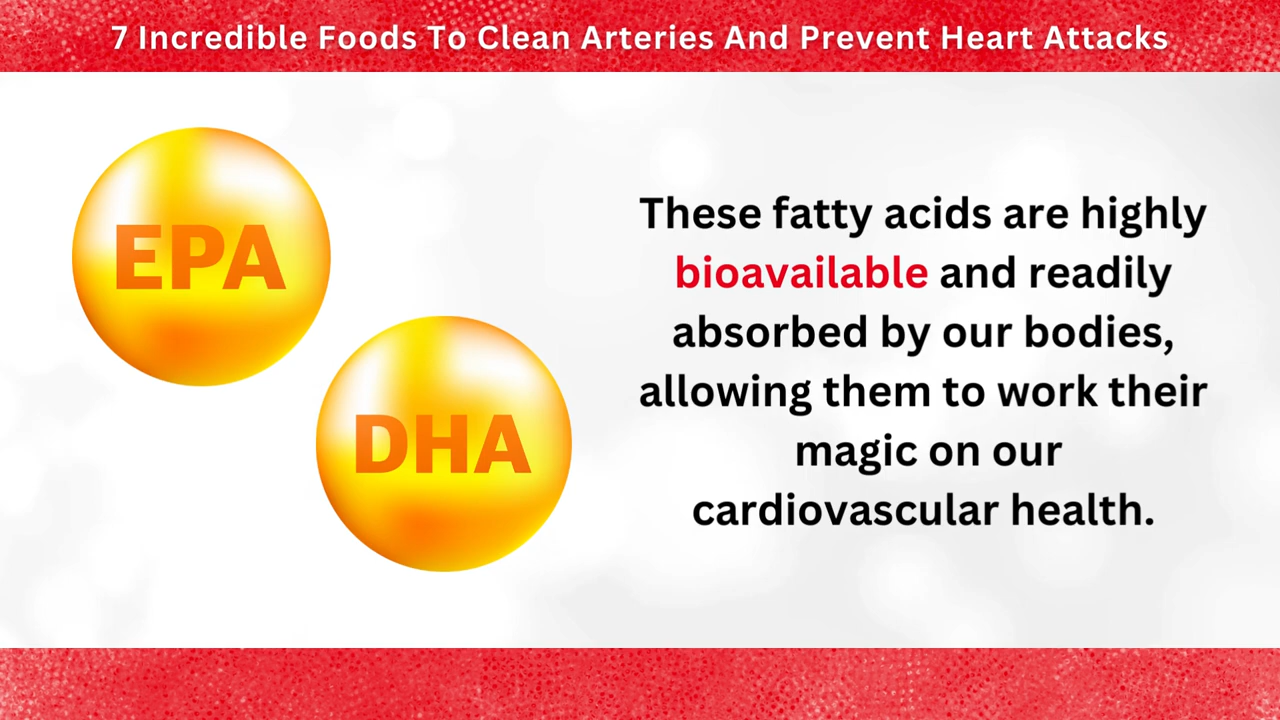 7 Incredible Foods To Clean Arteries And Prevent Heart Attacks
EPA
DHA
These fatty acids are highly
bioavailable and readily
absorbed by our bodies,
allowing them to work their
magic on our
cardiovascular health.